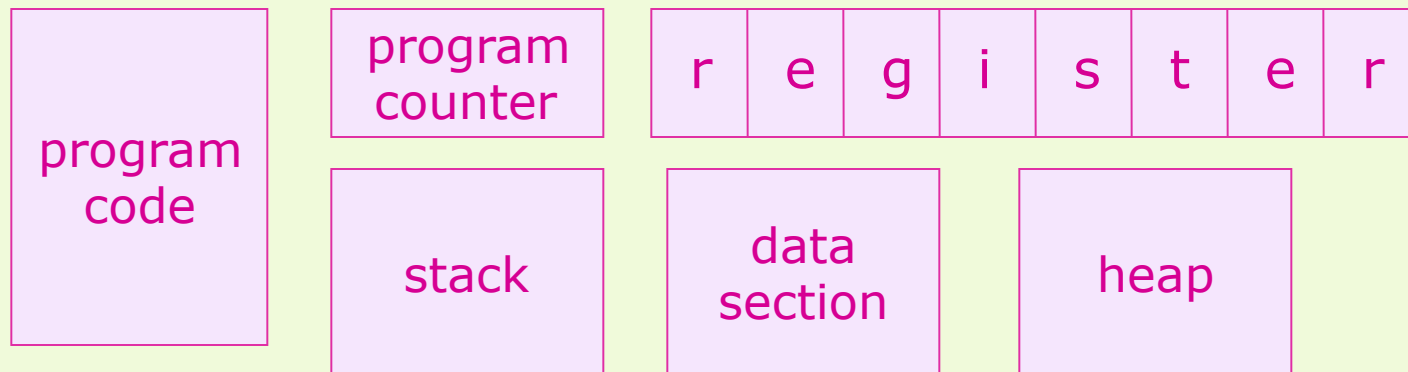 program
code
program
counter
r e g i s t e r
stack
data
section
heap